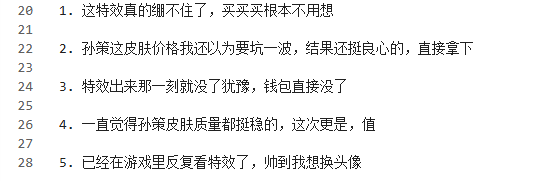 20 1. 这特效真的绷不住了，买买买根本不用想
21
22 2. 孙策这皮肤价格我还以为要坑一波，结果还挺良心的，直接拿下
23
24 3. 特效出来那一刻就没了犹豫，钱包直接没了
25
26 4. 一直觉得孙策皮肤质量都挺稳的，这次更是，值
27
28 5. 已经在游戏里反复看特效了，帅到我想换头像